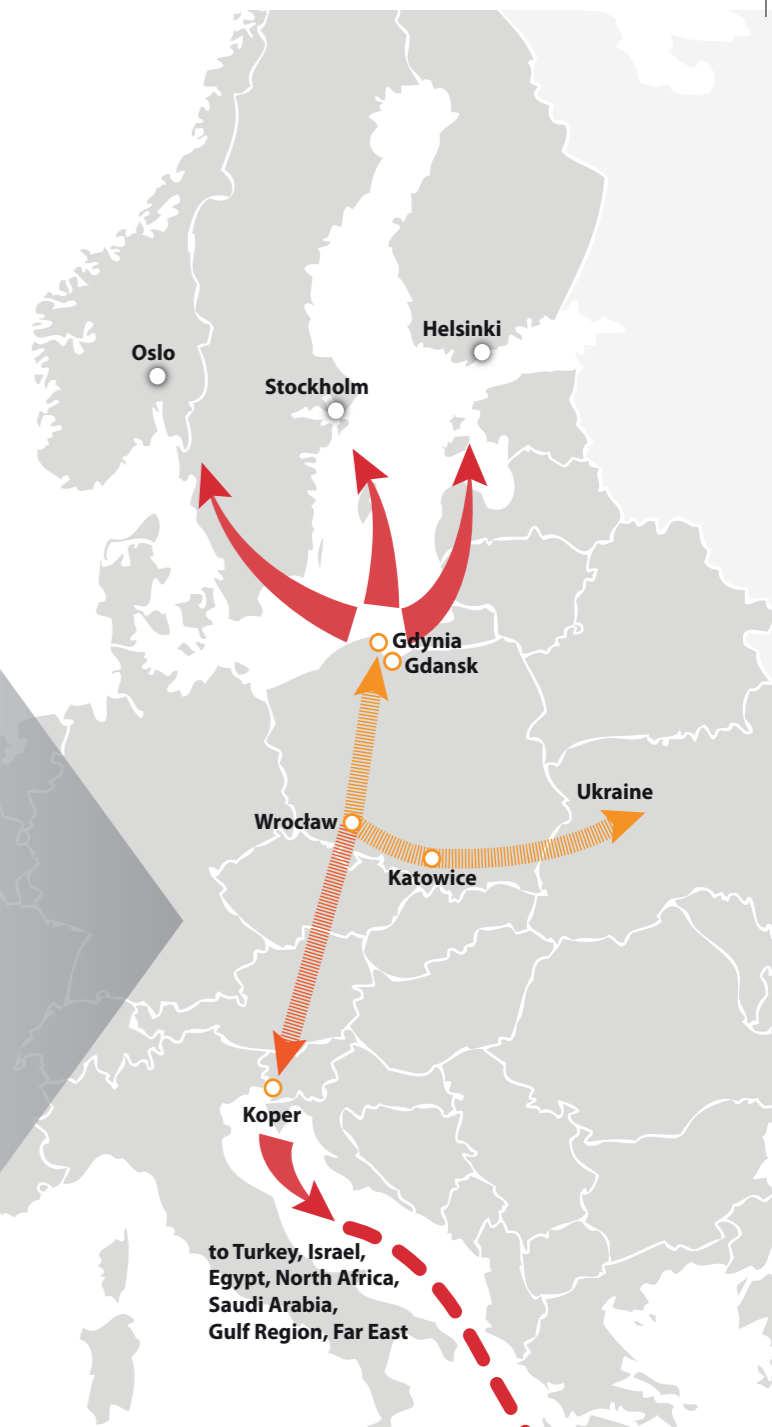 Helsinki
Oslo
Stockholm
Gdynia
Gdansk
Ukraine
Wrocław
Katowice
Koper
to Turkey, Israel,
Egypt, North Africa,
Saudi Arabia,
Gulf Region, Far East